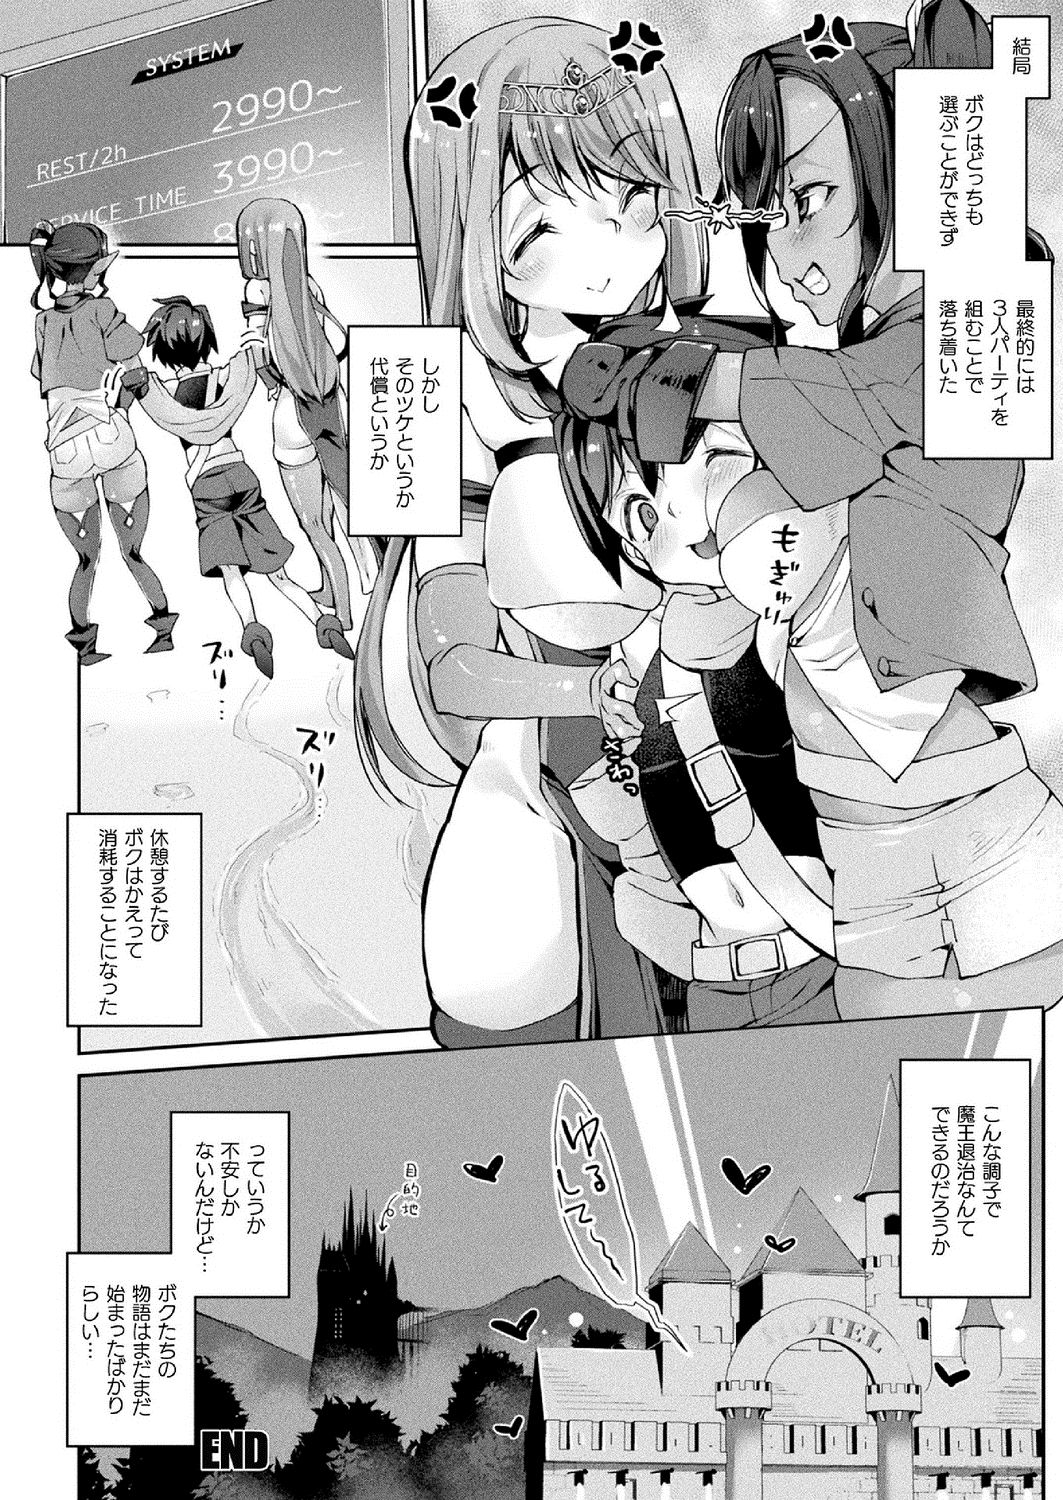 結局
ボクはどっちも
選ぶことができず
最終的には
３人パーティを
組むことで
落ち着いた
SYSTEM
2990～
REST/2h
3990～
SERVICE TIME
しかし
そのツケというか
代償というか
もぎゅり
さわっ
ズリ…
ズリ…
休憩するたび
ボクはかえって
消耗することになった
こんな調子で
魔王退治なんて
できるのだろうか
ゆるして～
目的地
っていうか
不安しか
ないんだけど…
ボクたちの
物語はまだまだ
始まったばかり
らしい…
HOTEL
END